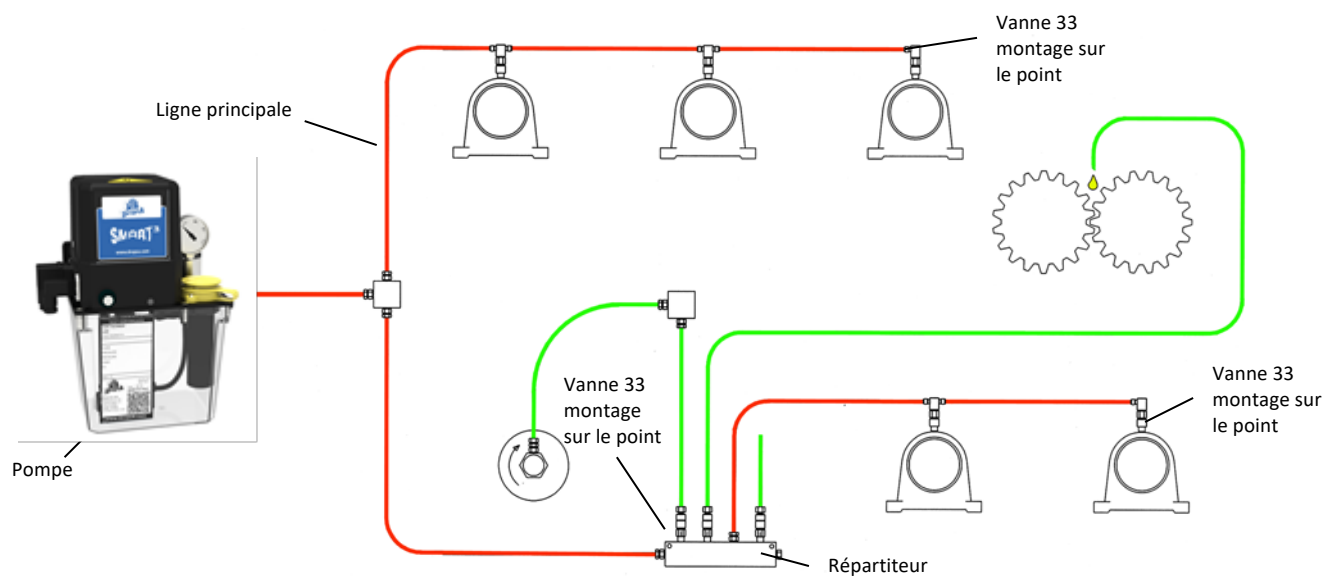 Vanne 33
montage sur
le point
Ligne principale
SMART³
Vanne 33
montage
sur le point
Vanne 33
montage sur
le point
Pompe
Répartiteur